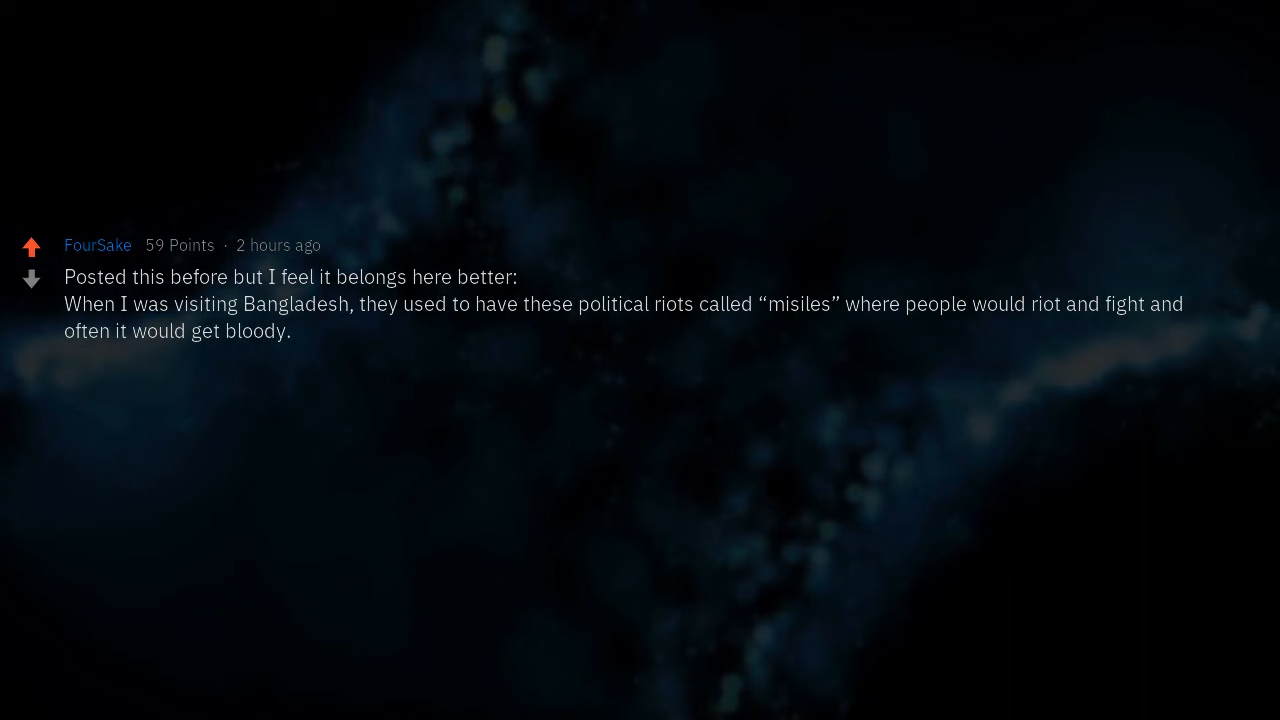 FourSake 59 Points · 2 hours ago
Posted this before but I feel it belongs here better:
When I was visiting Bangladesh, they used to have these political riots called “misiles” where people would riot and fight and
often it would get bloody.